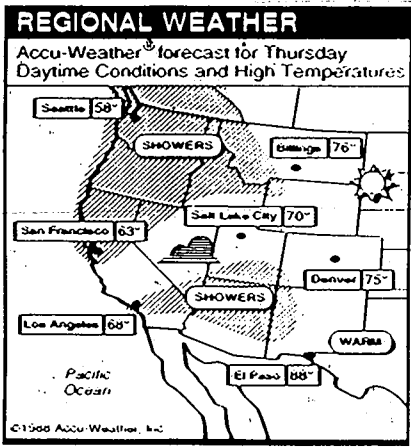 REGIONAL WEATHER
Accu-Weather® forecast for Thursday
Daytime Conditions and High Temperatures
Seattle 58°
SHOWERS
Billings 76°
Salt Lake City 70°
San Francisco 63°
Denver 75°
SHOWERS
Los Angeles 68°
WARM
El Paso 88°
Pacific
Ocean
©1988 Accu-Weather, Inc.